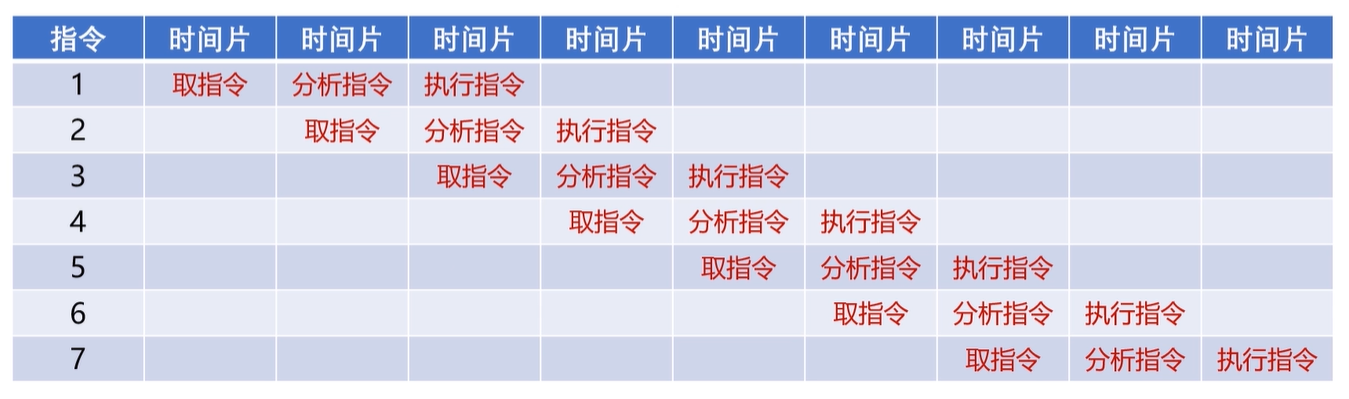 指令 时间片 时间片 时间片 时间片 时间片 时间片 时间片 时间片 时间片
1 取指令 分析指令 执行指令
2 取指令 分析指令 执行指令
3 取指令 分析指令 执行指令
4 取指令 分析指令 执行指令
5 取指令 分析指令 执行指令
6 取指令 分析指令 执行指令
7 取指令 分析指令 执行指令